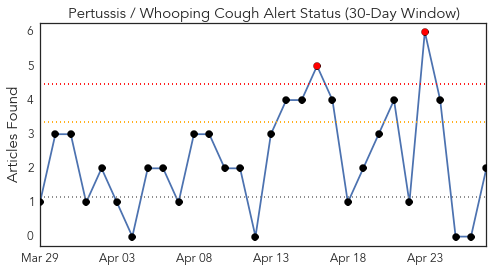 Pertussis / Whooping Cough Alert Status (30-Day Window)
Articles Found
6
5
4
3
2
1
0
Mar 29 Apr 03 Apr 08 Apr 13 Apr 18 Apr 23